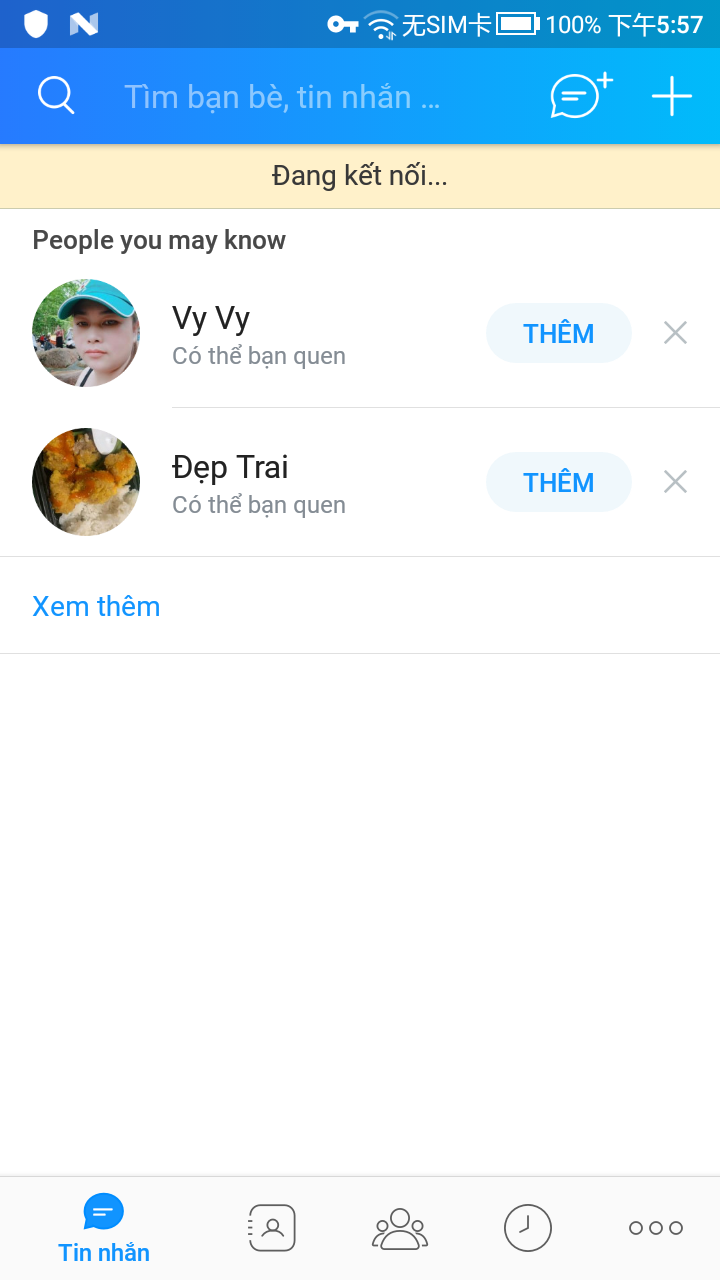 无SIM卡 100% 下午5:57
Tìm bạn bè, tin nhắn ...
Đang kết nối...
People you may know
Vy Vy
Có thể bạn quen
THÊM
Đẹp Trai
Có thể bạn quen
THÊM
Xem thêm
Tin nhắn